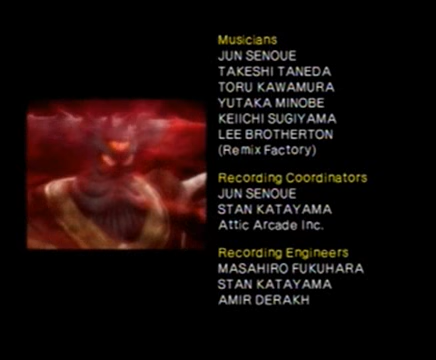 Musicians
JUN SENOUE
TAKESHI TANEDA
TORU KAWAMURA
YUTAKA MINOBE
KEIICHI SUGIYAMA
LEE BROTHERTON
(Remix Factory)
Recording Coordinators
JUN SENOUE
STAN KATAYAMA
Attic Arcade Inc.
Recording Engineers
MASAHIRO FUKUHARA
STAN KATAYAMA
AMIR DERAKH